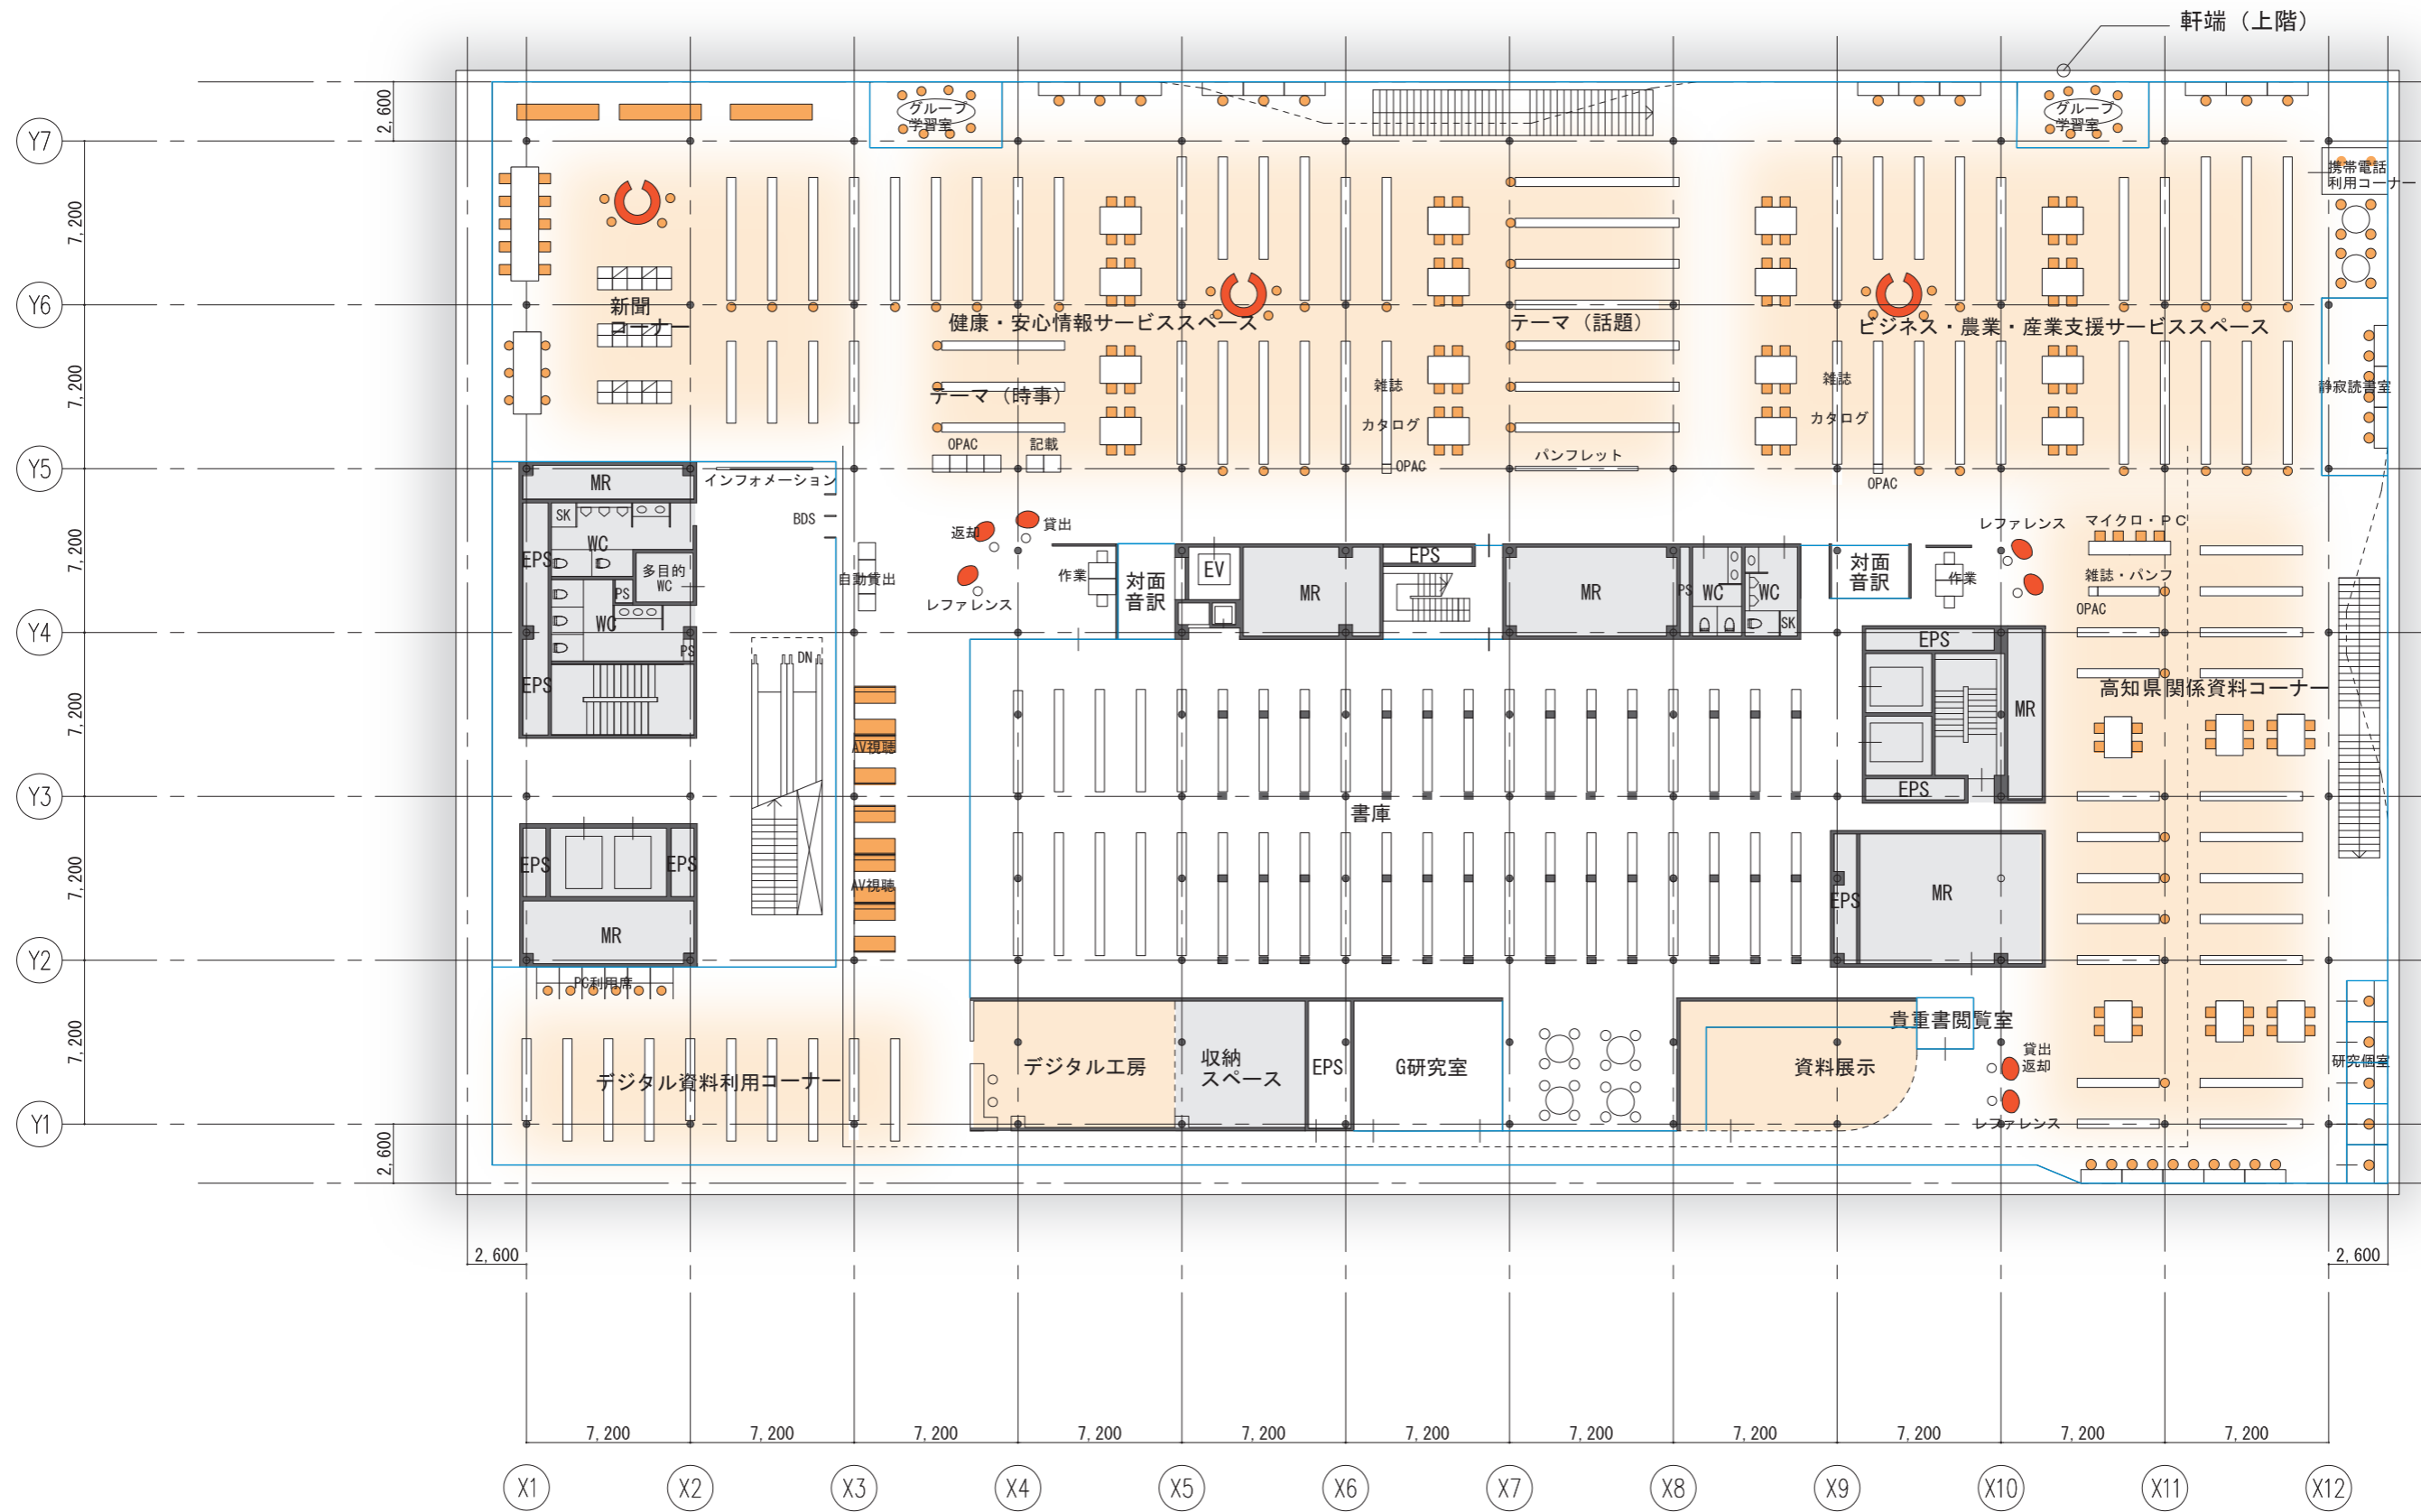 軒端（上階）
2,600
グループ
学習室
グループ
学習室
Y7
携帯電話
利用コーナー
7,200
Y6
新聞
コーナー
健康・安心情報サービススペース
テーマ（話題）
ビジネス・農業・産業支援サービススペース
7,200
テーマ（時事）
雑誌
雑誌
静寂読書室
カタログ
カタログ
OPAC
記載
パンフレット
Y5
MR
インフォメーション
OPAC
OPAC
SK
BDS
返却
貸出
レファレンス
マイクロ・ＰＣ
7,200
EPS
WC
多目的
WC
自動貸出
作業
対面
音訳
EV
EPS
MR
MR
PS
WC
WC
対面
音訳
作業
雑誌・パンフ
PS
レファレンス
OPAC
WC
SK
Y4
PS
DN
EPS
EPS
高知県関係資料コーナー
7,200
MR
AV視聴
Y3
EPS
書庫
7,200
EPS
EPS
AV視聴
EPS
MR
MR
Y2
PC利用席
貴重書閲覧室
7,200
デジタル資料利用コーナー
デジタル工房
収納
スペース
EPS
G研究室
資料展示
貸出
返却
研究個室
Y1
レファレンス
2,600
2,600
2,600
7,200
7,200
7,200
7,200
7,200
7,200
7,200
7,200
7,200
7,200
7,200
X1
X2
X3
X4
X5
X6
X7
X8
X9
X10
X11
X12